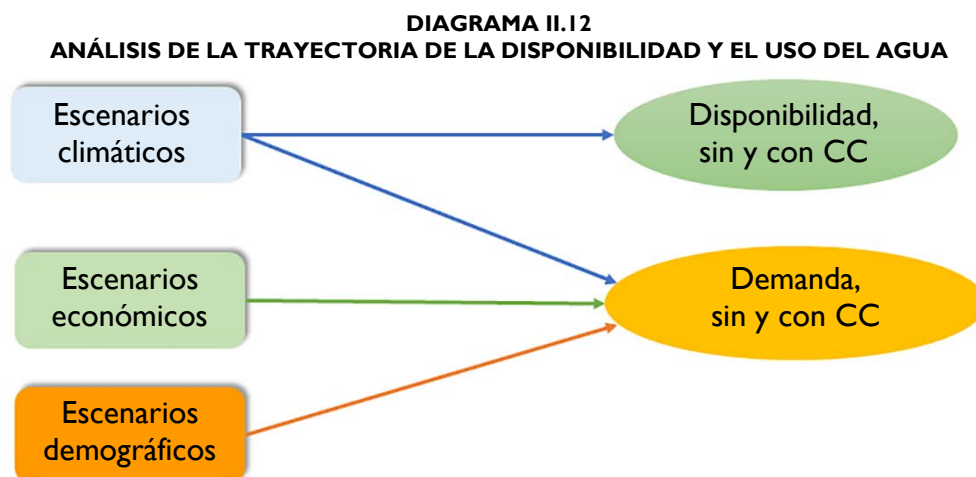 DIAGRAMA II.12
ANÁLISIS DE LA TRAYECTORIA DE LA DISPONIBILIDAD Y EL USO DEL AGUA
Escenarios
climáticos
Disponibilidad,
sin y con CC
Escenarios
económicos
Demanda,
sin y con CC
Escenarios
demográficos